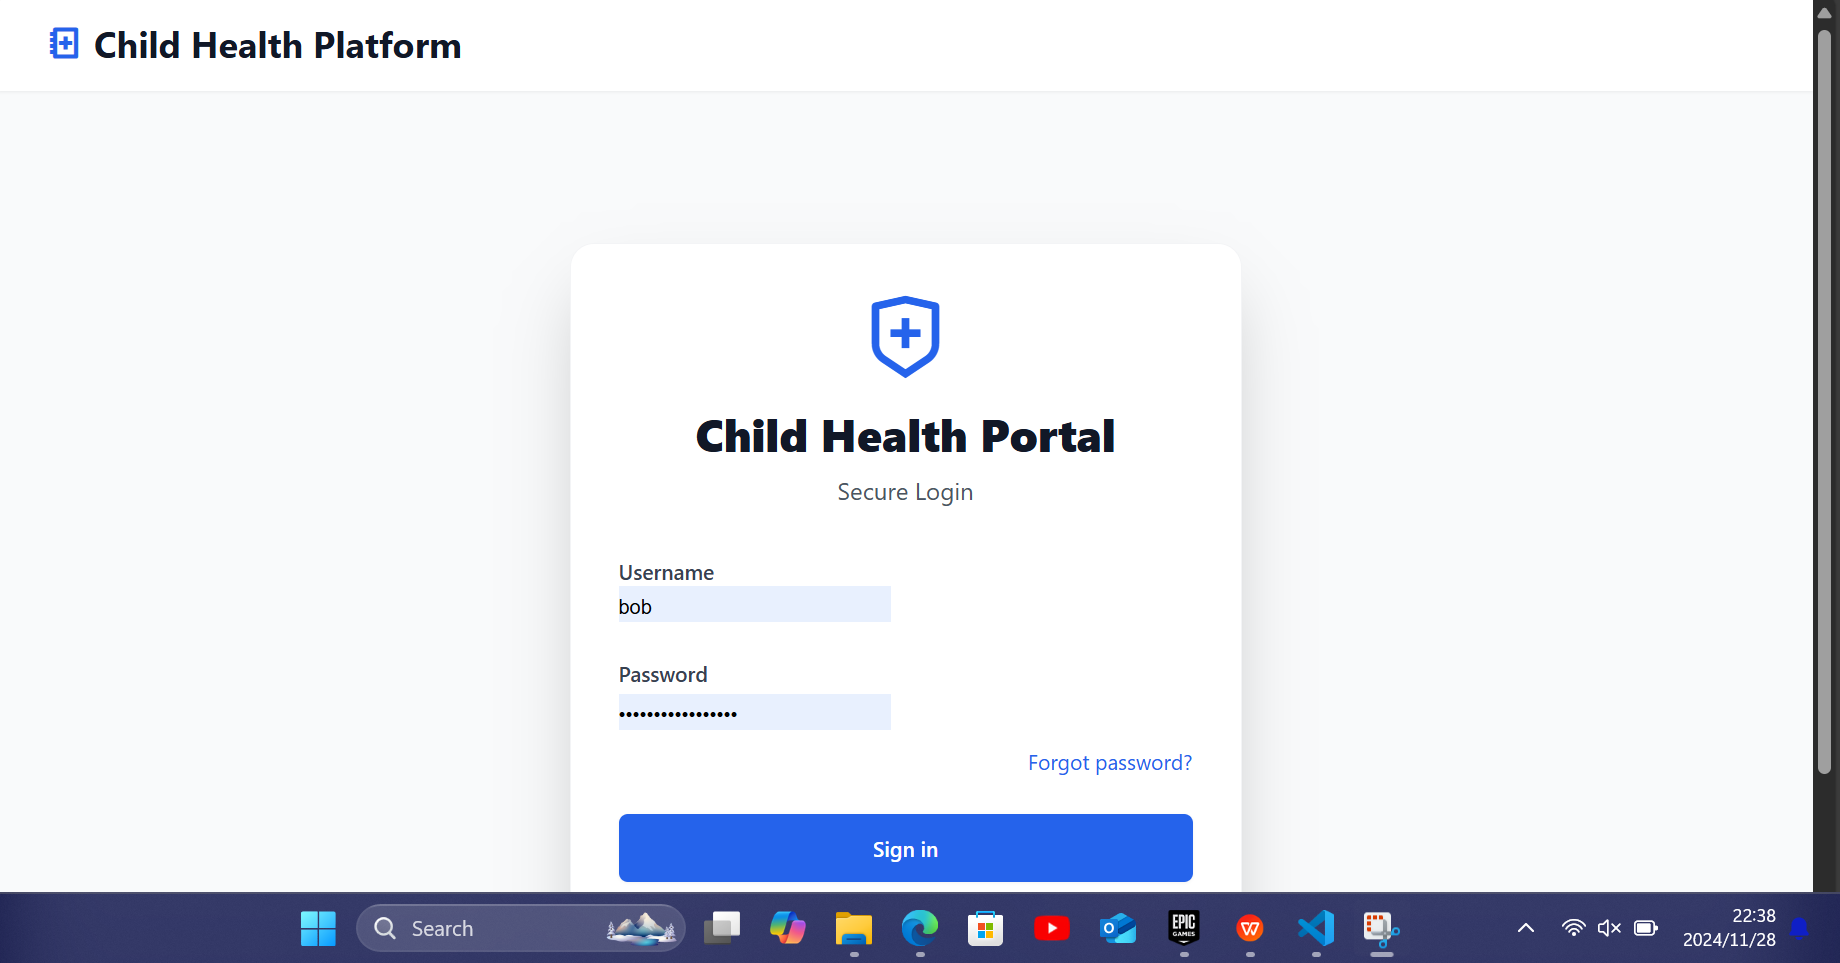 Child Health Platform
Child Health Portal
Secure Login
Username
bob
Password
•••••••••••••••••
Forgot password?
Sign in
Search
EPIC
GAMES
22:38
2024/11/28